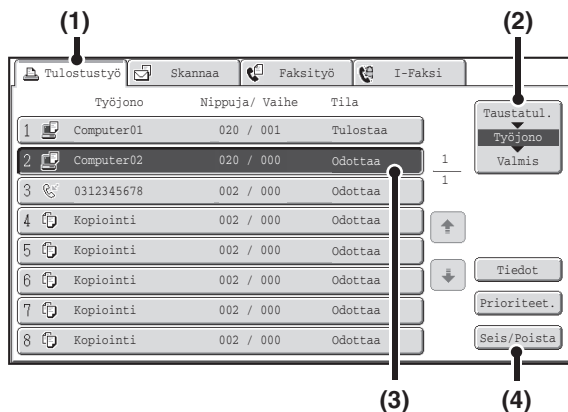 (1) (2)
Tulostustyö Skannaa Faksityö I-Faksi
Työjono Nippuja/ Vaihe Tila
Taustatul.
Työjono
Valmis
1 Computer01 020 / 001 Tulostaa
2 Computer02 020 / 000 Odottaa
3 0312345678 002 / 000 Odottaa
4 Kopiointi 002 / 000 Odottaa
5 Kopiointi 002 / 000 Odottaa
6 Kopiointi 002 / 000 Odottaa
7 Kopiointi 002 / 000 Odottaa
8 Kopiointi 002 / 000 Odottaa
1
1
Tiedot
Prioriteet.
Seis/Poista
(3) (4)